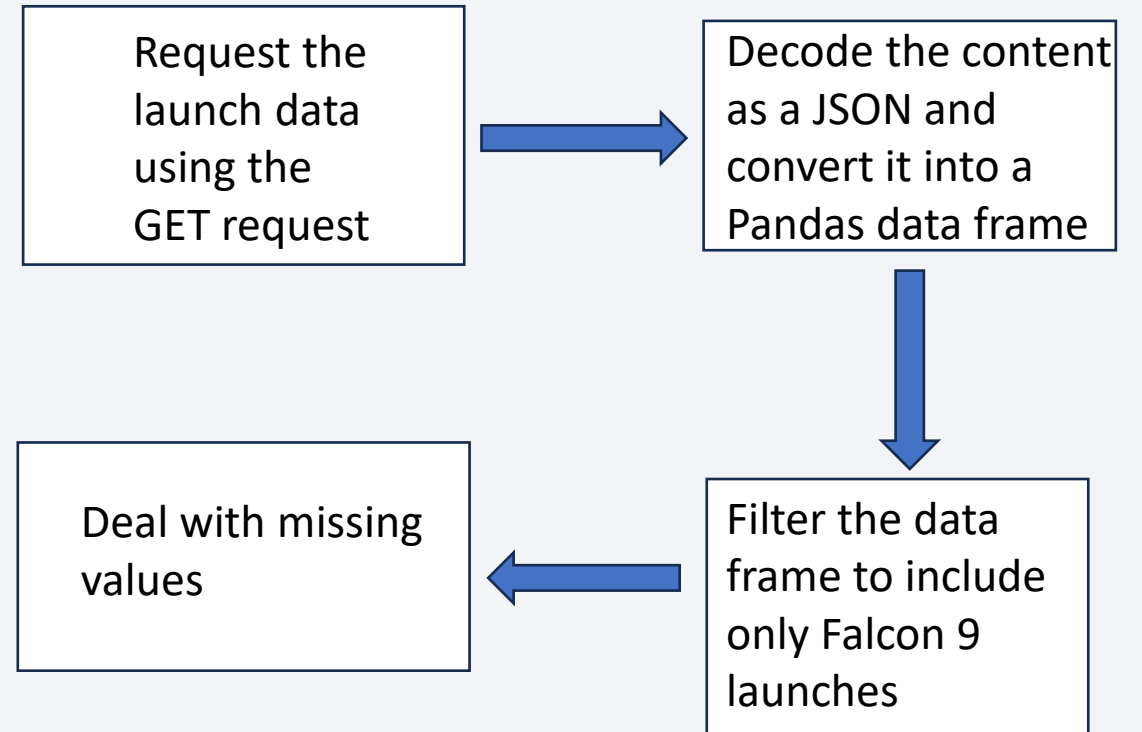 Request the
launch data
using the
GET request
Decode the content
as a JSON and
convert it into a
Pandas data frame
Filter the data
frame to include
only Falcon 9
launches
Deal with missing
values